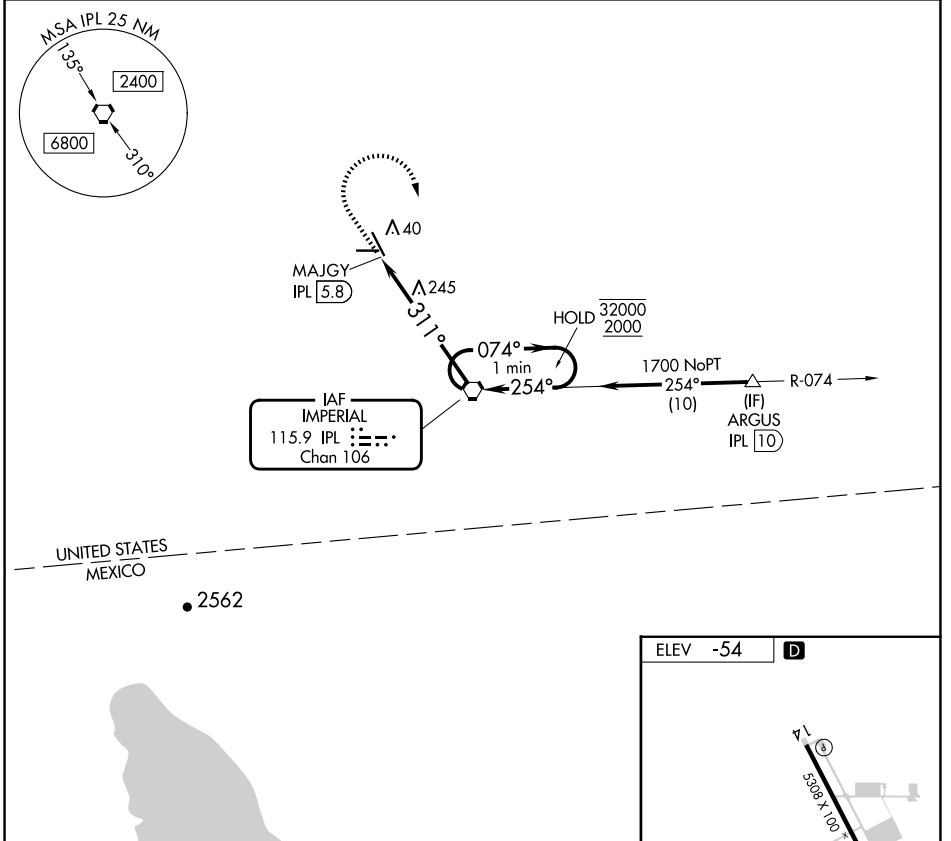 MSA IPL 25 NM
135°
2400
6800
310°
40
MAJGY
IPL 5.8
245
311°
HOLD 32000
2000
074°
1 min
254°
1700 NoPT
254°
(10)
R-074
(IF)
ARGUS
IPL 10
IAF
IMPERIAL
115.9 IPL
Chan 106
UNITED STATES
MEXICO
2562
ELEV -54 D
14
P
5308 X 100